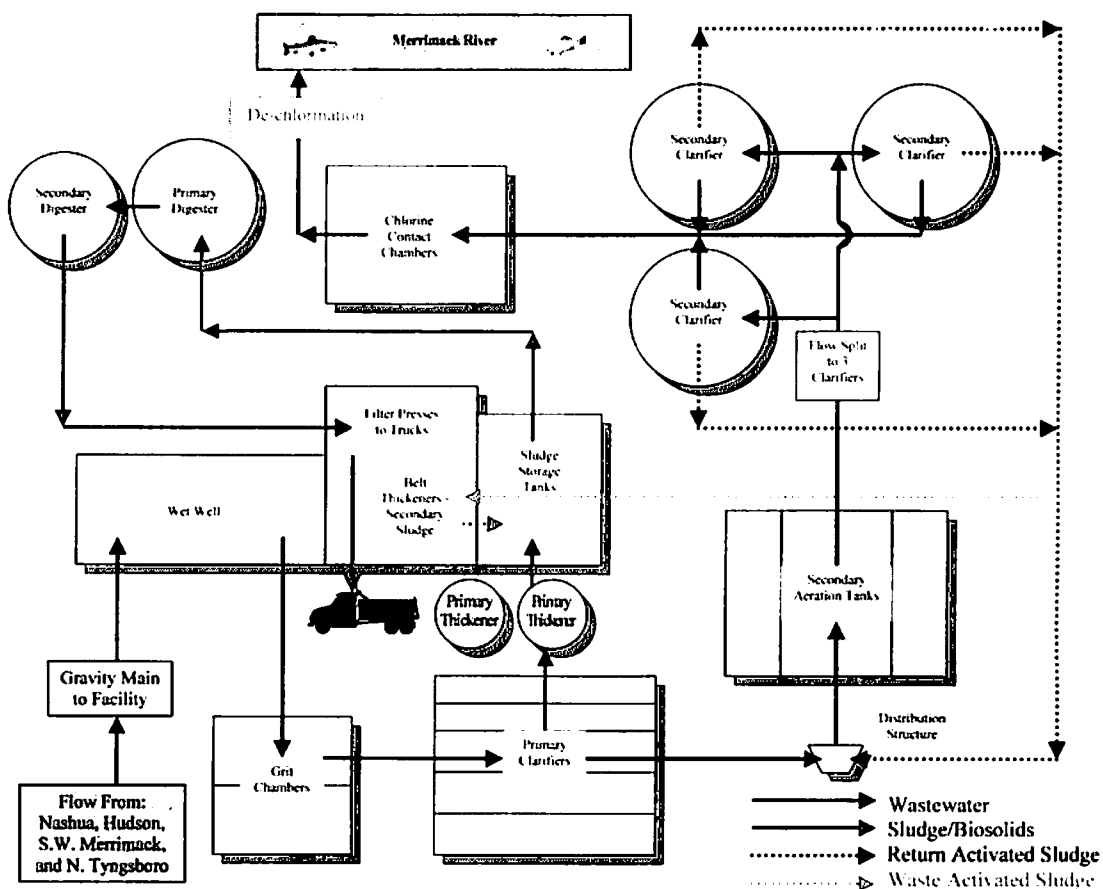 Merrimack River
De-chlorination
Secondary
Clarifier
Secondary
Clarifier
Secondary
Digester
Primary
Digester
Chlorine
Contact
Chambers
Secondary
Clarifier
Flow Split
to 3
Clarifiers
Filter Presses
to Trucks
Sludge
Storage
Tanks
Belt
Thickeners -
Secondary
Sludge
Wet Well
Secondary
Aeration Tanks
Primary
Thickener
Primary
Thickener
Gravity Main
to Facility
Distribution
Structure
Primary
Clarifiers
Grit
Chambers
Flow From:
Nashua, Hudson,
S.W. Merrimack,
and N. Tyngsboro
Wastewater
Sludge/Biosolids
Return Activated Sludge
Waste Activated Sludge